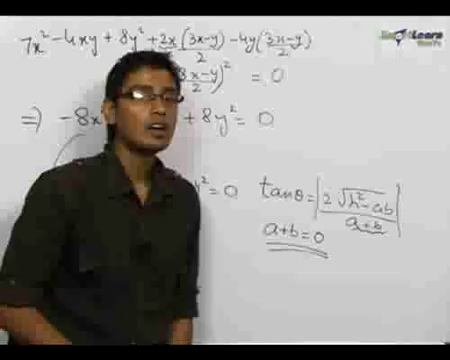 7x² - 4xy + 8y² + 2x(3x-y)/2 - 4y(3x-y)/2
(3x-y)/2)² = 0
⇒ -8x + 8y² = 0
y² = 0
tanθ = |2√(h²-ab)/(a+b)|
a+b=0